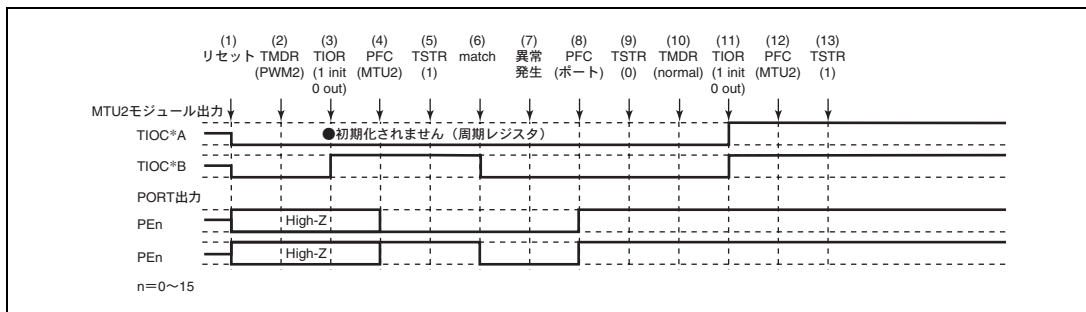 (1) (2) (3) (4) (5) (6) (7) (8) (9) (10) (11) (12) (13)
リセット TMDR TIOR PFC TSTR match 異常 PFC TSTR TMDR TIOR PFC TSTR
(PWM2) (1 init (MTU2) (1) 発生 (ポート) (0) (normal) (1 init (MTU2) (1)
0 out) 0 out)
MTU2モジュール出力
TIOC*A ●初期化されません（周期レジスタ）
TIOC*B
PORT出力
PEn High-Z
PEn High-Z
n＝0～15